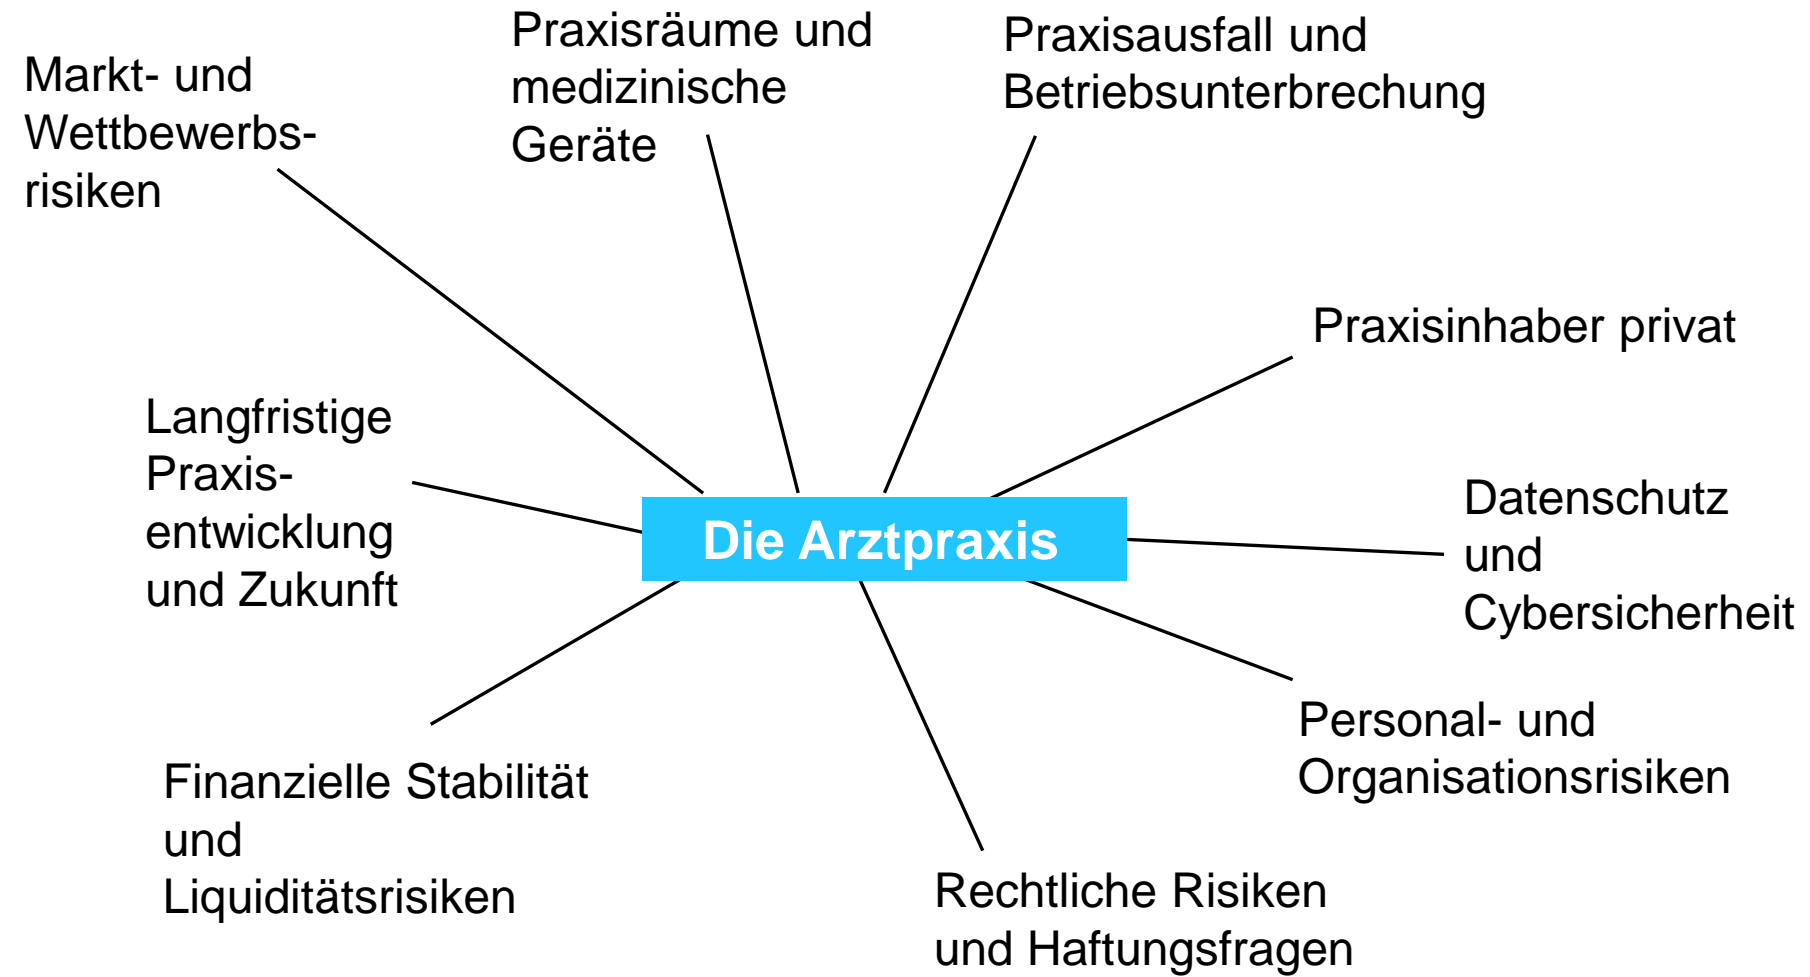 Markt- und
Wettbewerbs-
risiken
Praxisräume und
medizinische
Geräte
Praxisausfall und
Betriebsunterbrechung
Praxisinhaber privat
Langfristige
Praxis-
entwicklung
und Zukunft
Die Arztpraxis
Datenschutz
und
Cybersicherheit
Personal- und
Organisationsrisiken
Finanzielle Stabilität
und
Liquiditätsrisiken
Rechtliche Risiken
und Haftungsfragen